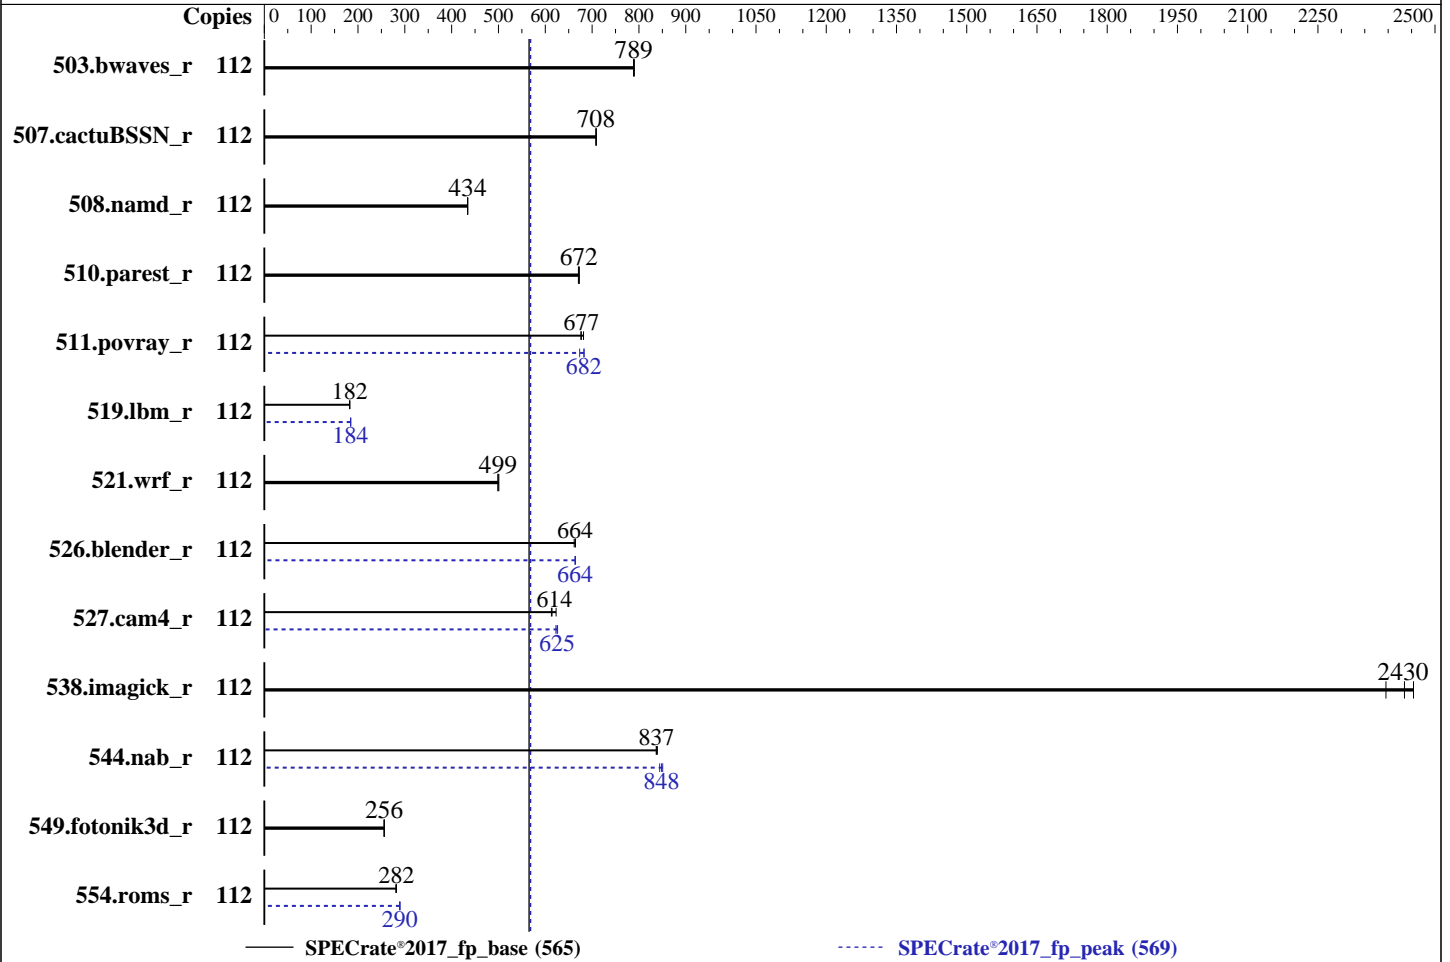 Copies 0 100 200 300 400 500 600 700 800 900 1050 1200 1350 1500 1650 1800 1950 2100 2250 2500
503.bwaves_r 112 789
507.cactuBSSN_r 112 708
508.namd_r 112 434
510.parest_r 112 672
511.povray_r 112 677
682
519.lbm_r 112 182
184
521.wrf_r 112 499
526.blender_r 112 664
664
527.cam4_r 112 614
625
538.imagick_r 112 2430
544.nab_r 112 837
848
549.fotonik3d_r 112 256
554.roms_r 112 282
290
SPECrate®2017_fp_base (565) SPECrate®2017_fp_peak (569)